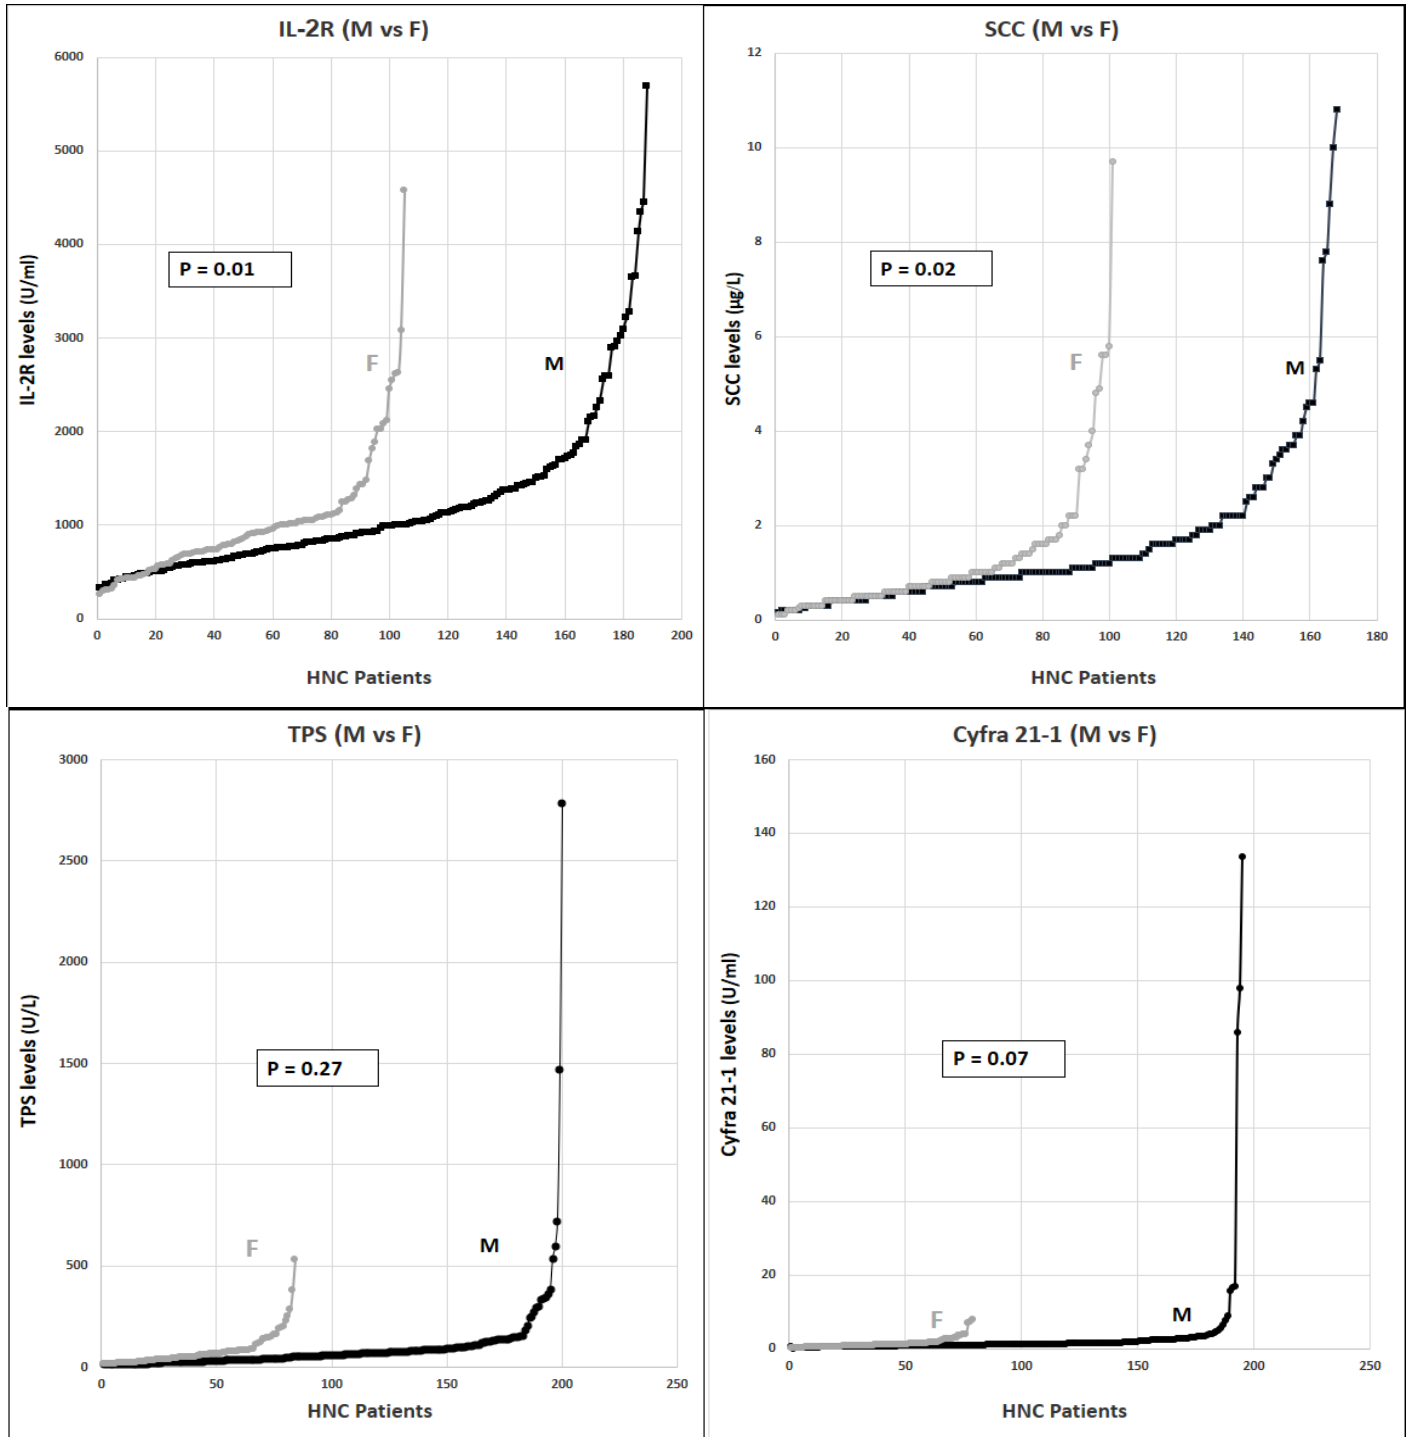 IL-2R (M vs F)
6000
5000
4000
3000
2000
1000
0
IL-2R levels (U/ml)
P = 0.01
F
M
0 20 40 60 80 100 120 140 160 180 200
HNC Patients
SCC (M vs F)
12
10
8
6
4
2
0
SCC levels (µg/L)
P = 0.02
F
M
0 20 40 60 80 100 120 140 160 180
HNC Patients
TPS (M vs F)
3000
2500
2000
1500
1000
500
0
TPS levels (U/L)
P = 0.27
F
M
0 50 100 150 200 250
HNC Patients
Cyfra 21-1 (M vs F)
160
140
120
100
80
60
40
20
0
Cyfra 21-1 levels (U/ml)
P = 0.07
F
M
0 50 100 150 200 250
HNC Patients